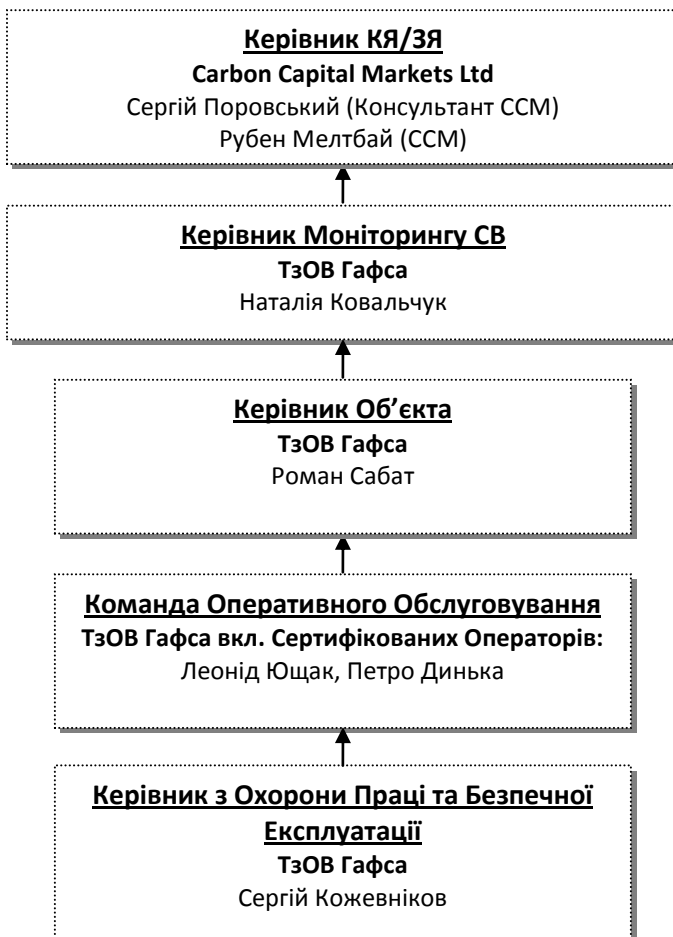 Керівник КЯ/ЗЯ
Carbon Capital Markets Ltd
Сергій Поровський (Консультант ССМ)
Рубен Мелтбай (ССМ)
Керівник Моніторингу СВ
ТзОВ Гафса
Наталія Ковальчук
Керівник Об’єкта
ТзОВ Гафса
Роман Сабат
Команда Оперативного Обслуговування
ТзОВ Гафса вкл. Сертифікованих Операторів:
Леонід Ющак, Петро Динька
Керівник з Охорони Праці та Безпечної
Експлуатації
ТзОВ Гафса
Сергій Кожевніков